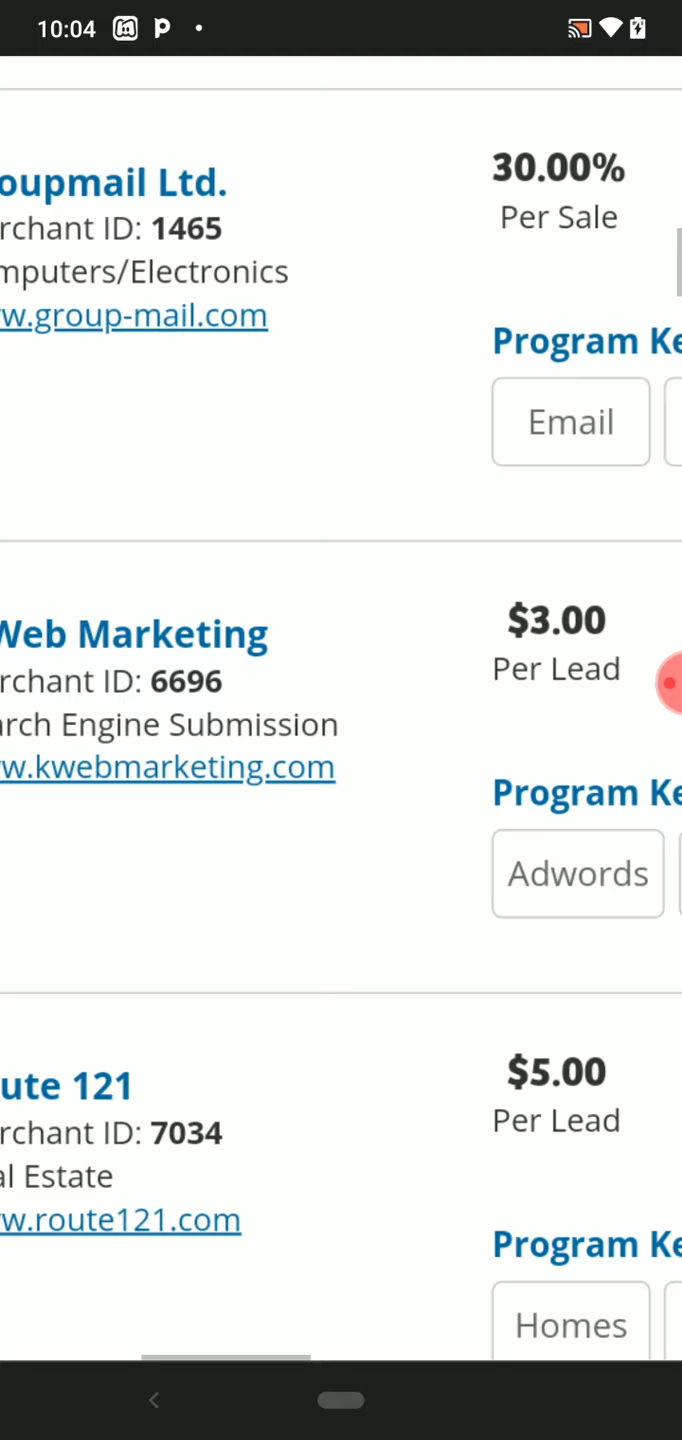 10:04
oupmail Ltd.
rchant ID: 1465
mputers/Electronics
w.group-mail.com
30.00%
Per Sale
Program Ke
Email
Web Marketing
rchant ID: 6696
arch Engine Submission
w.kwebmarketing.com
$3.00
Per Lead
Program Ke
Adwords
ute 121
rchant ID: 7034
al Estate
w.route121.com
$5.00
Per Lead
Program Ke
Homes